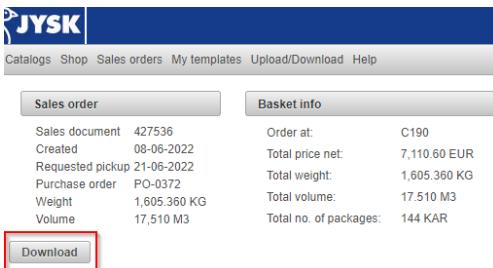 JYSK
Catalogs Shop Sales orders My templates Upload/Download Help
Sales order
Sales document 427536
Created 08-06-2022
Requested pickup 21-06-2022
Purchase order PO-0372
Weight 1,605.360 KG
Volume 17,510 M3
Download
Basket info
Order at: C190
Total price net: 7,110.60 EUR
Total weight: 1,605.360 KG
Total volume: 17.510 M3
Total no. of packages: 144 KAR